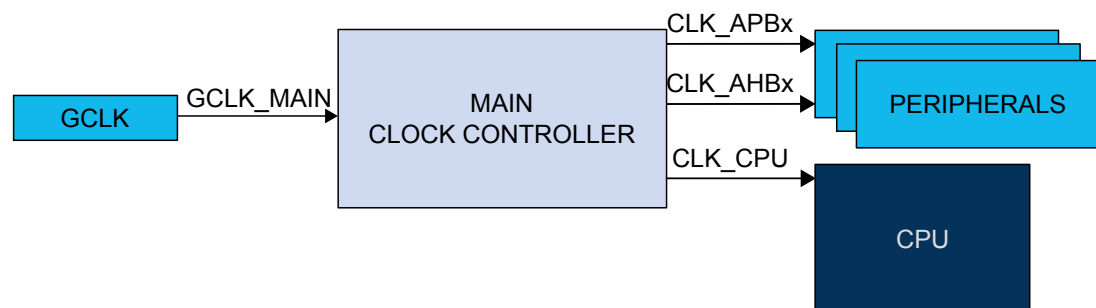 CLK_APBx
GCLK_MAIN
CLK_AHBx
GCLK
MAIN
CLOCK CONTROLLER
PERIPHERALS
CLK_CPU
CPU